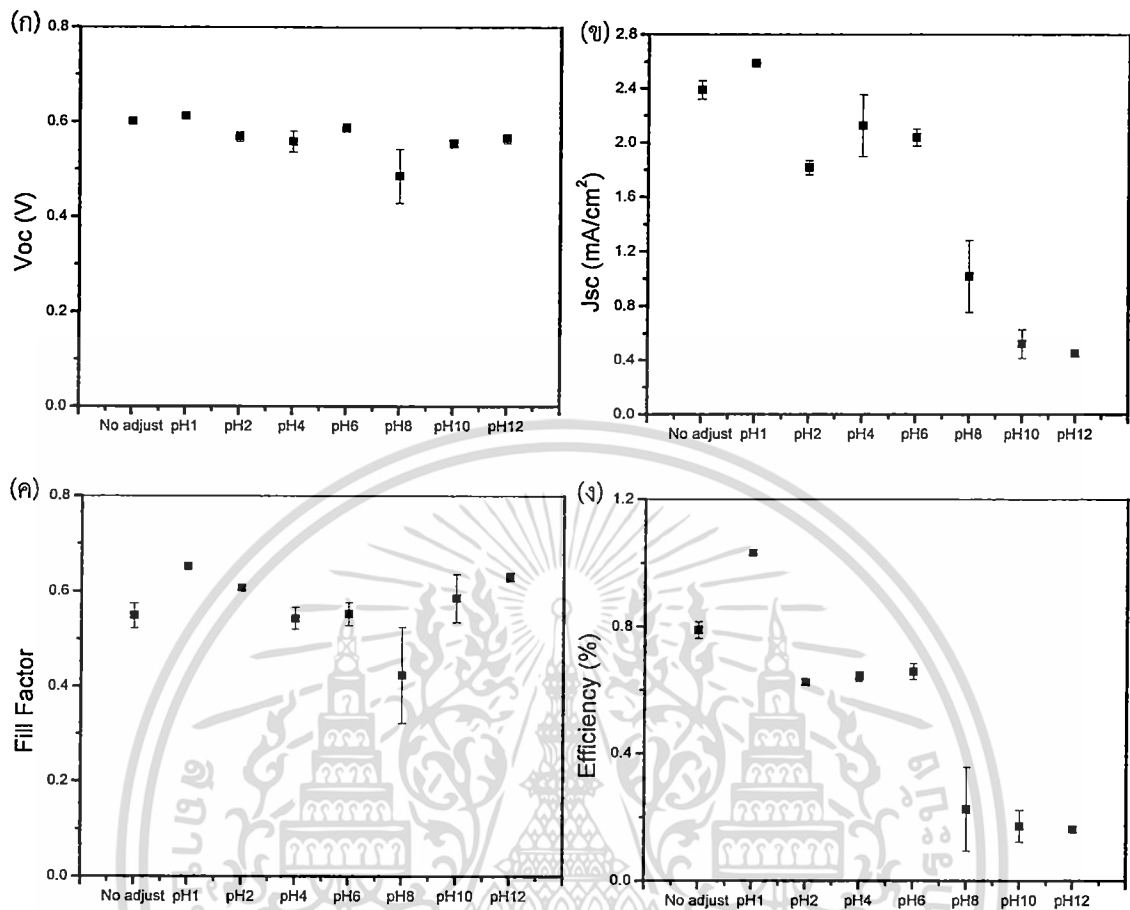 (ก)
0.8
0.6
0.4
0.2
0.0
Voc (V)
No adjust pH1 pH2 pH4 pH6 pH8 pH10 pH12
(ข)
2.8
2.4
2.0
1.6
1.2
0.8
0.4
0.0
Jsc (mA/cm²)
No adjust pH1 pH2 pH4 pH6 pH8 pH10 pH12
(ค)
0.8
0.6
0.4
0.2
0.0
Fill Factor
No adjust pH1 pH2 pH4 pH6 pH8 pH10 pH12
(ง)
1.2
0.8
0.4
0.0
Efficiency (%)
No adjust pH1 pH2 pH4 pH6 pH8 pH10 pH12